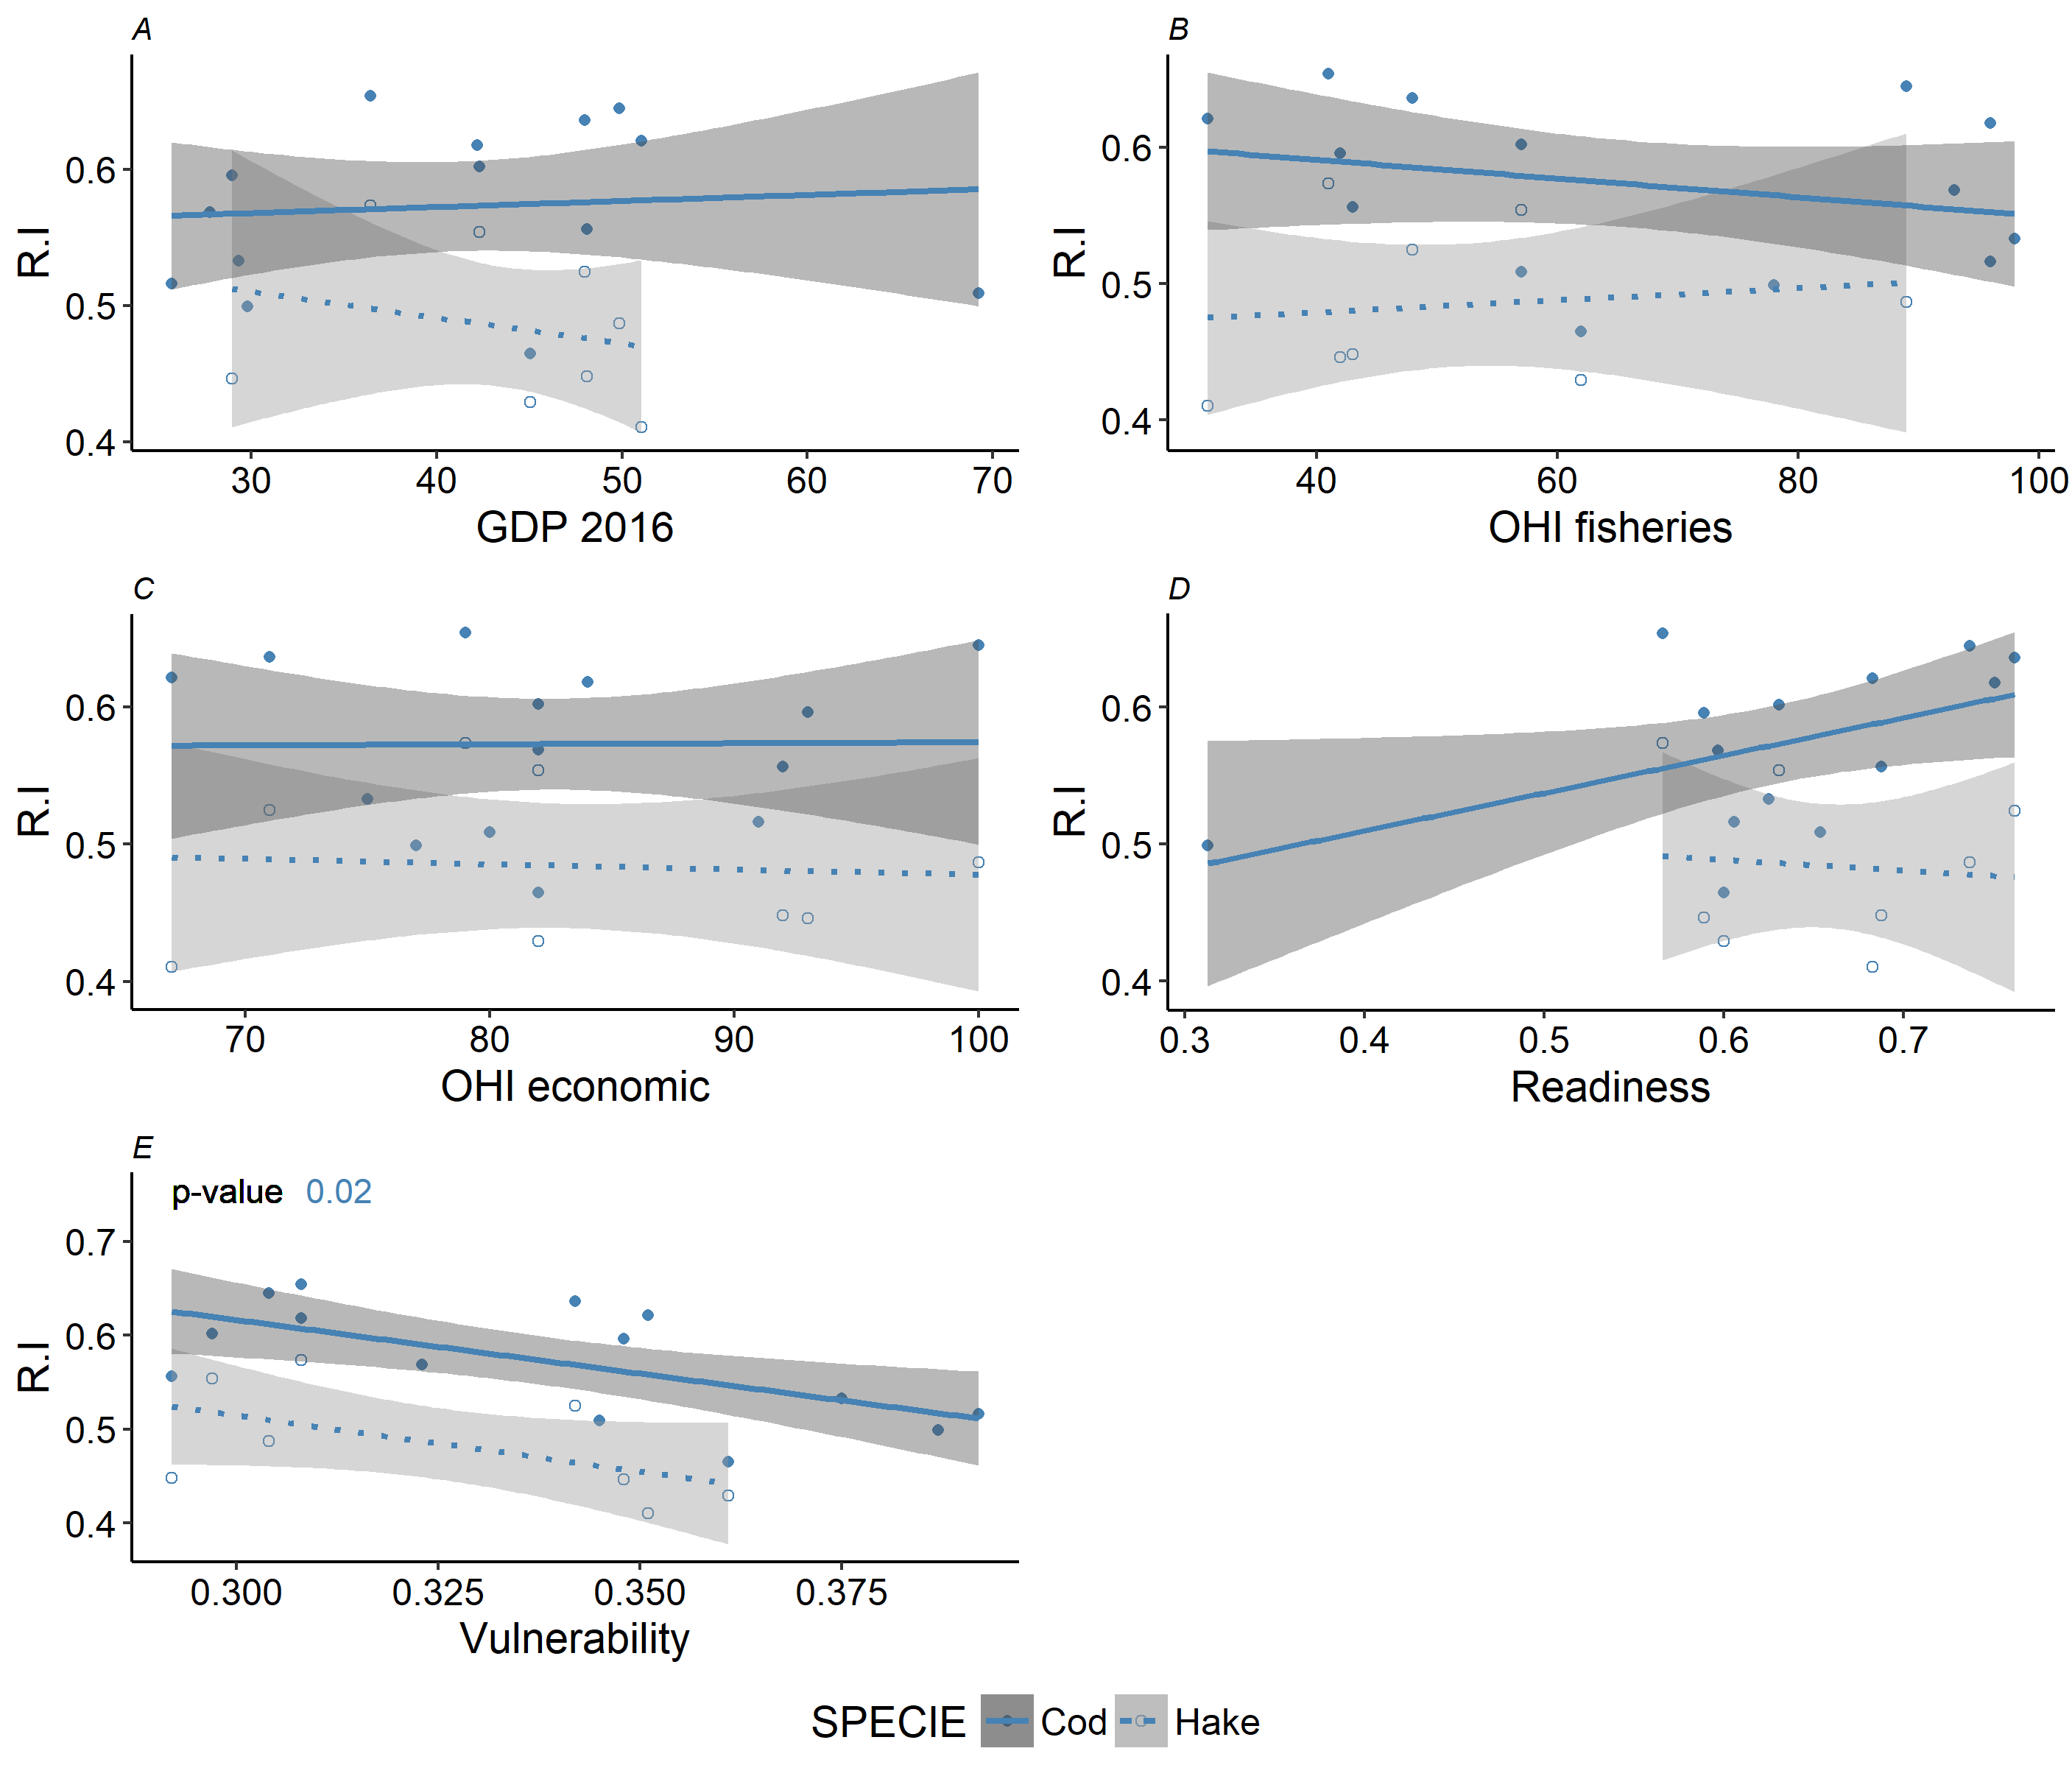 A
R.I
0.6
0.5
0.4
30 40 50 60 70
GDP 2016
B
R.I
0.6
0.5
0.4
40 60 80 100
OHI fisheries
C
R.I
0.6
0.5
0.4
70 80 90 100
OHI economic
D
R.I
0.6
0.5
0.4
0.3 0.4 0.5 0.6 0.7
Readiness
E
p-value 0.02
R.I
0.7
0.6
0.5
0.4
0.300 0.325 0.350 0.375
Vulnerability
SPECIE Cod Hake